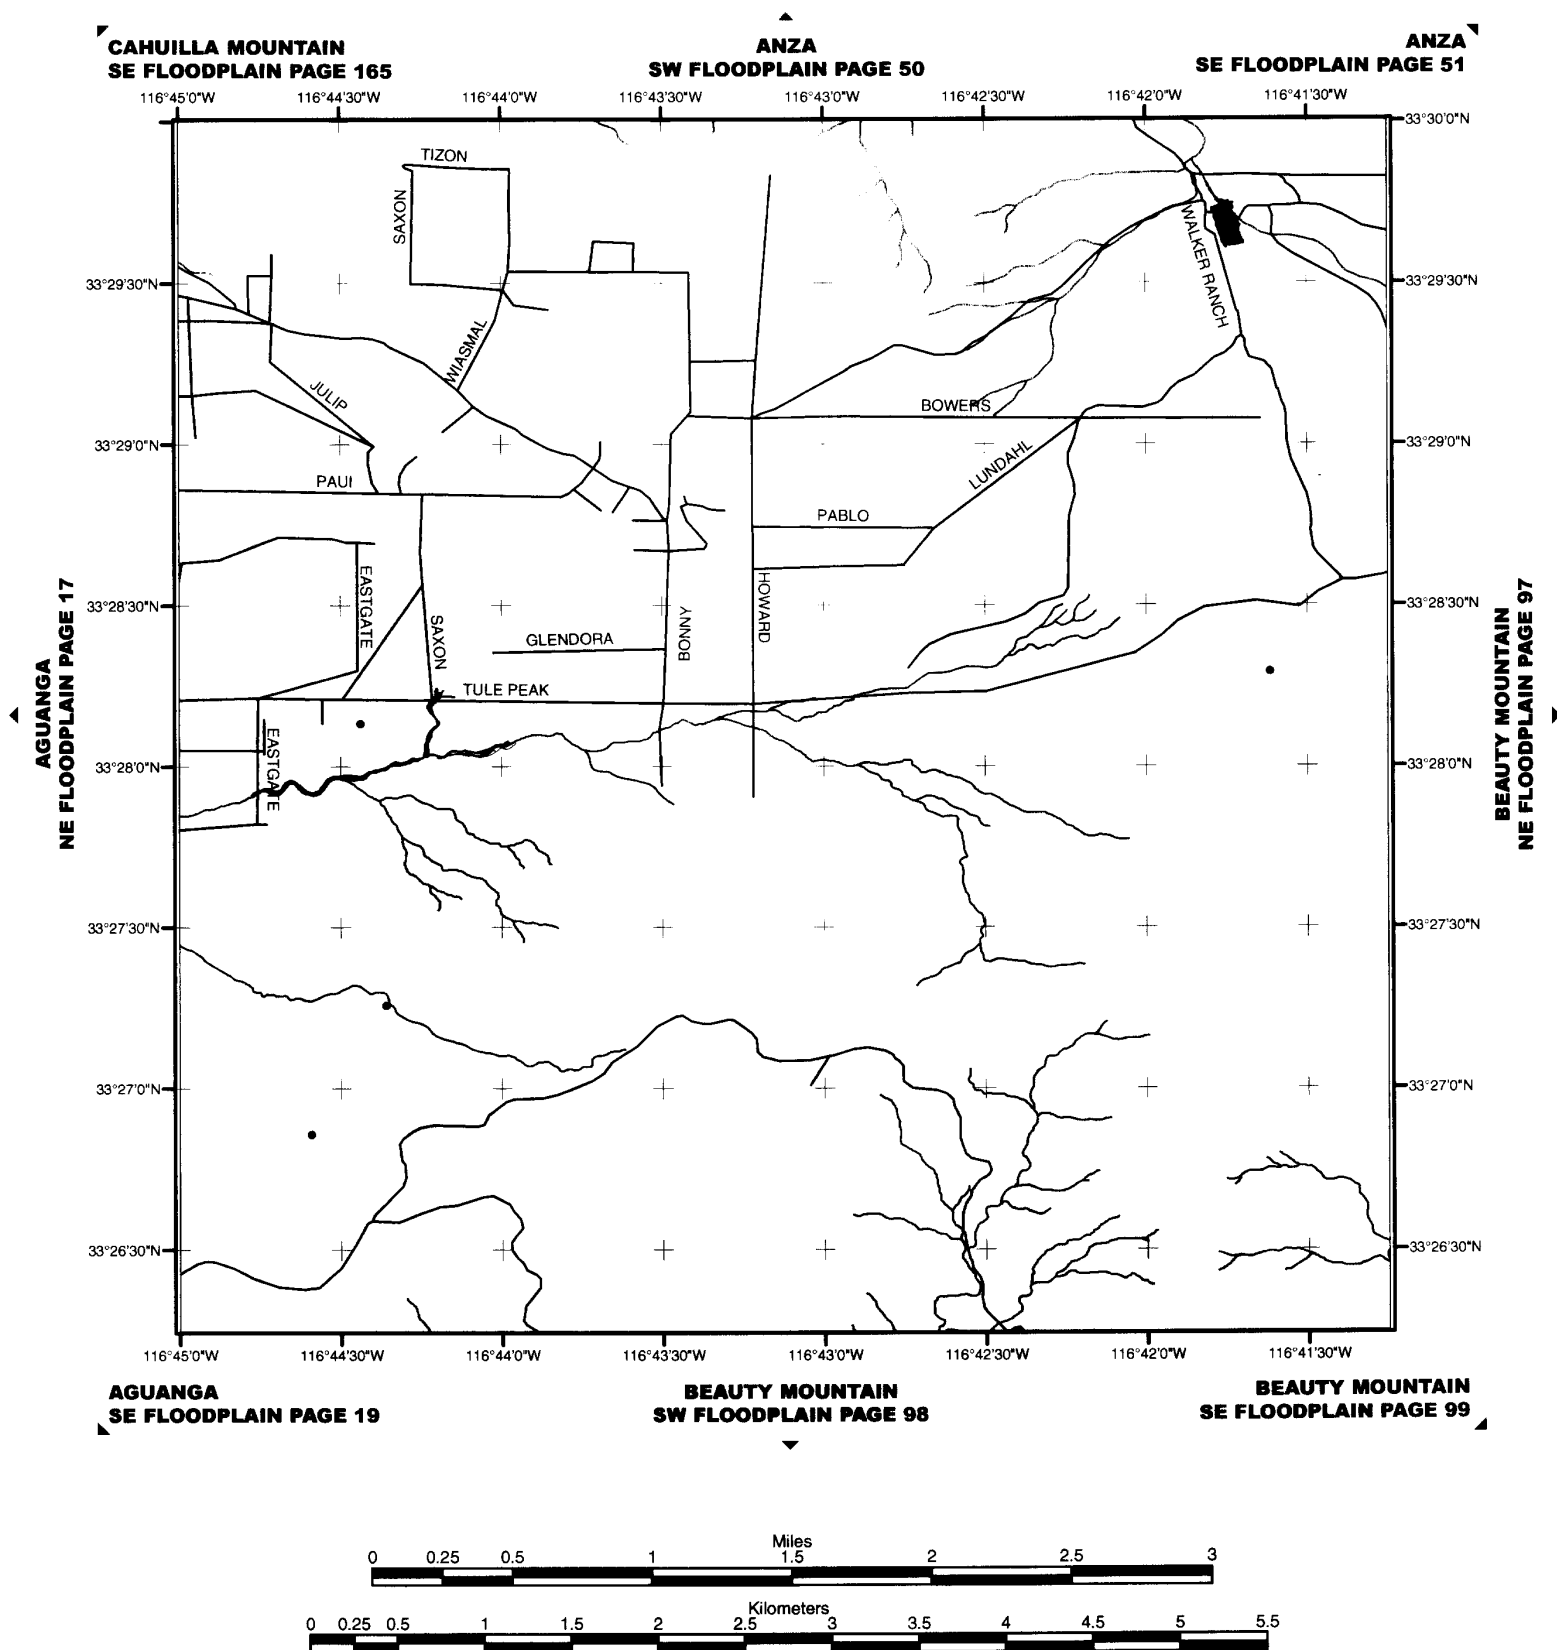 CAHUILLA MOUNTAIN
SE FLOODPLAIN PAGE 165
ANZA
SW FLOODPLAIN PAGE 50
ANZA
SE FLOODPLAIN PAGE 51
116°45'0"W
116°44'30"W
116°44'0"W
116°43'30"W
116°43'0"W
116°42'30"W
116°42'0"W
116°41'30"W
33°30'0"N
TIZON
SAXON
WALKER RANCH
33°29'30"N
33°29'30"N
WIASMAL
JULIP
BOWERS
33°29'0"N
33°29'0"N
LUNDAHL
PAUI
PABLO
EASTGATE
HOWARD
33°28'30"N
33°28'30"N
SAXON
BONNY
GLENDORA
TULE PEAK
AGUANGA
NE FLOODPLAIN PAGE 17
BEAUTY MOUNTAIN
NE FLOODPLAIN PAGE 97
EASTGATE
33°28'0"N
33°28'0"N
33°27'30"N
33°27'30"N
33°27'0"N
33°27'0"N
33°26'30"N
33°26'30"N
116°45'0"W
116°44'30"W
116°44'0"W
116°43'30"W
116°43'0"W
116°42'30"W
116°42'0"W
116°41'30"W
AGUANGA
SE FLOODPLAIN PAGE 19
BEAUTY MOUNTAIN
SW FLOODPLAIN PAGE 98
BEAUTY MOUNTAIN
SE FLOODPLAIN PAGE 99
Miles
0 0.25 0.5 1 1.5 2 2.5 3
Kilometers
0 0.25 0.5 1 1.5 2 2.5 3 3.5 4 4.5 5 5.5